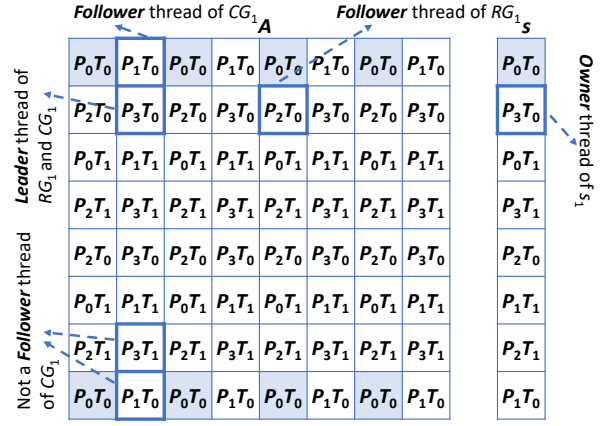 Follower thread of CG₁
A
Follower thread of RG₁
s
P₀T₀ P₁T₀ P₀T₀ P₁T₀ P₀T₀ P₁T₀ P₀T₀ P₁T₀ P₀T₀
P₂T₀ P₃T₀ P₂T₀ P₃T₀ P₂T₀ P₃T₀ P₂T₀ P₃T₀ P₃T₀
P₀T₁ P₁T₁ P₀T₁ P₁T₁ P₀T₁ P₁T₁ P₀T₁ P₁T₁ P₀T₁
P₂T₁ P₃T₁ P₂T₁ P₃T₁ P₂T₁ P₃T₁ P₂T₁ P₃T₁ P₃T₁
P₂T₀ P₃T₀ P₂T₀ P₃T₀ P₂T₀ P₃T₀ P₂T₀ P₃T₀ P₂T₀
P₀T₁ P₁T₁ P₀T₁ P₁T₁ P₀T₁ P₁T₁ P₀T₁ P₁T₁ P₁T₁
P₂T₁ P₃T₁ P₂T₁ P₃T₁ P₂T₁ P₃T₁ P₂T₁ P₃T₁ P₂T₁
P₀T₀ P₁T₀ P₀T₀ P₁T₀ P₀T₀ P₁T₀ P₀T₀ P₁T₀ P₁T₀
Leader thread of
RG₁ and CG₁
Not a Follower thread
of CG₁
Owner
thread of s₁